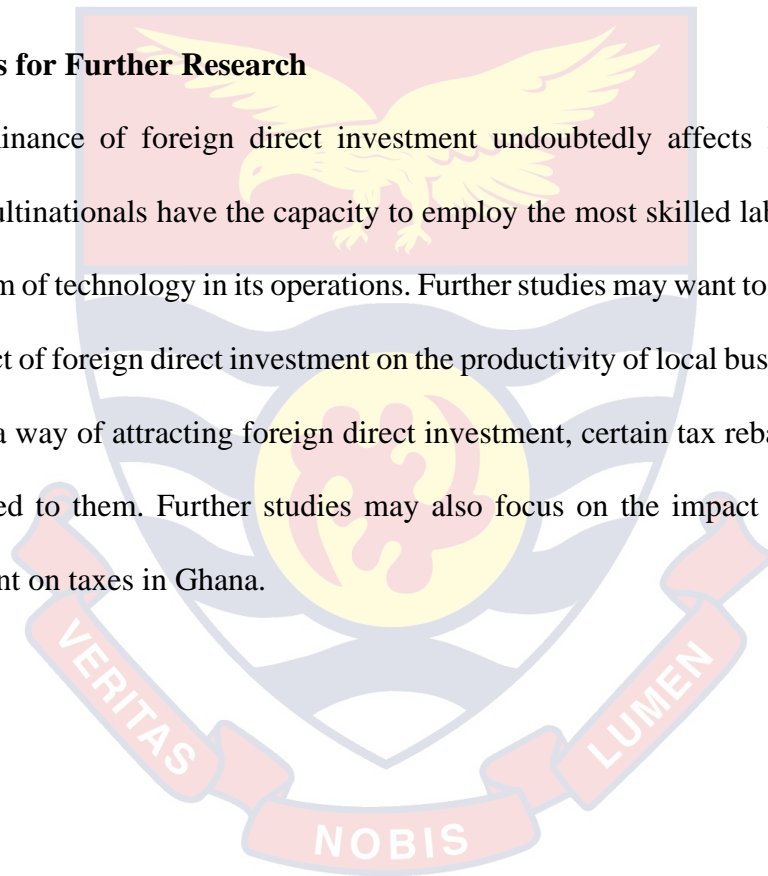 s for Further Research
inance of foreign direct investment undoubtedly affects
ultinationals have the capacity to employ the most skilled lab
m of technology in its operations. Further studies may want to
ct of foreign direct investment on the productivity of local bus
a way of attracting foreign direct investment, certain tax reba
ed to them. Further studies may also focus on the impact
nt on taxes in Ghana.
VERITAS
NOBIS
LUMEN